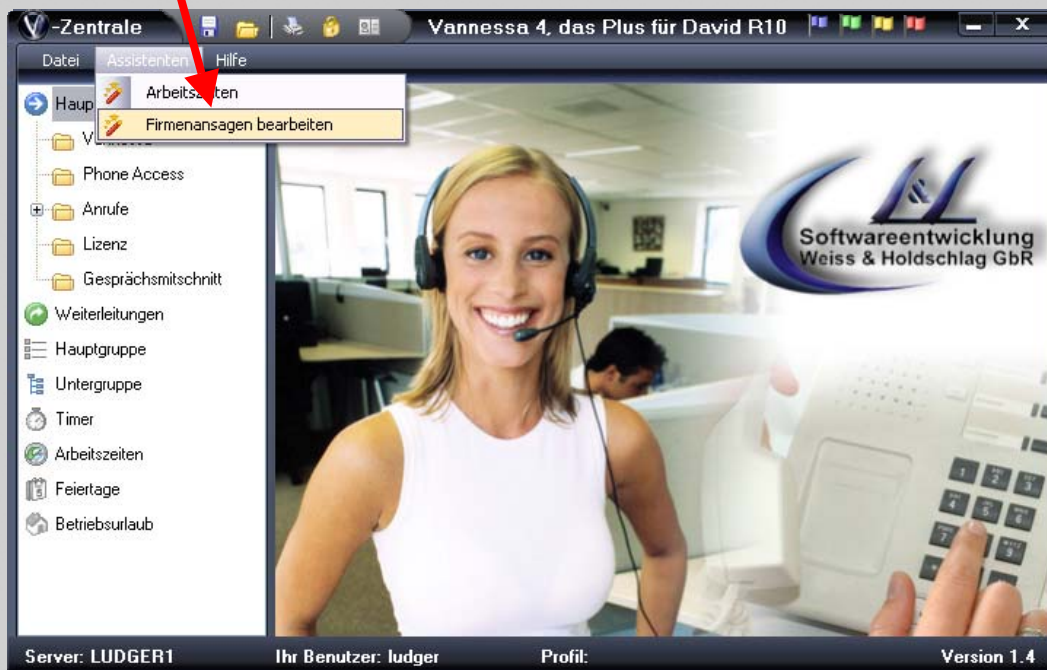 V-Zentrale
Vannessa 4, das Plus für David R10
X
Datei Assistenten Hilfe
Arbeitszeiten
Firmenansagen bearbeiten
Haup
Phone Access
Anrufe
Lizenz
Gesprächsmitschnitt
Weiterleitungen
Hauptgruppe
Untergruppe
Timer
Arbeitszeiten
Feiertage
Betriebsurlaub
&
Softwareentwicklung
Weiss & Holdschlag GbR
Server: LUDGER1 Ihr Benutzer: ludger Profil: Version 1.4